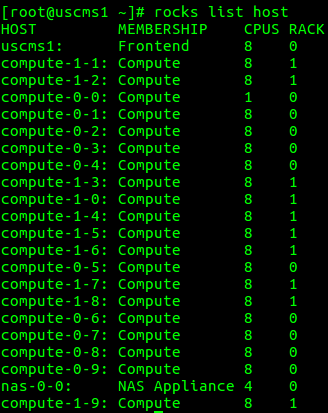 [root@uscms1 ~]# rocks list host
HOST         MEMBERSHIP    CPUS RACK
uscms1:      Frontend      8    0
compute-1-1: Compute       8    1
compute-1-2: Compute       8    1
compute-0-0: Compute       1    0
compute-0-1: Compute       8    0
compute-0-2: Compute       8    0
compute-0-3: Compute       8    0
compute-0-4: Compute       8    0
compute-1-3: Compute       8    1
compute-1-0: Compute       8    1
compute-1-4: Compute       8    1
compute-1-5: Compute       8    1
compute-1-6: Compute       8    1
compute-0-5: Compute       8    0
compute-1-7: Compute       8    1
compute-1-8: Compute       8    1
compute-0-6: Compute       8    0
compute-0-7: Compute       8    0
compute-0-8: Compute       8    0
compute-0-9: Compute       8    0
nas-0-0:     NAS Appliance 4    0
compute-1-9: Compute       8    1